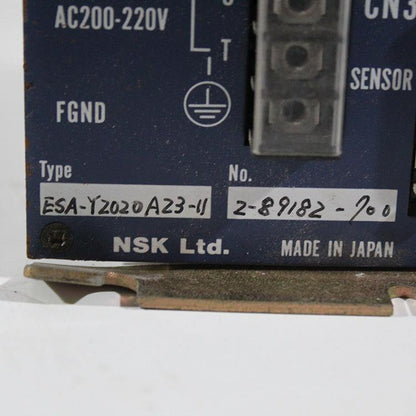 AC200-220V
CN3
T
SENSOR
FGND
Type
No.
ESA-Y2020A23-11
2-89182-700
NSK Ltd.
MADE IN JAPAN